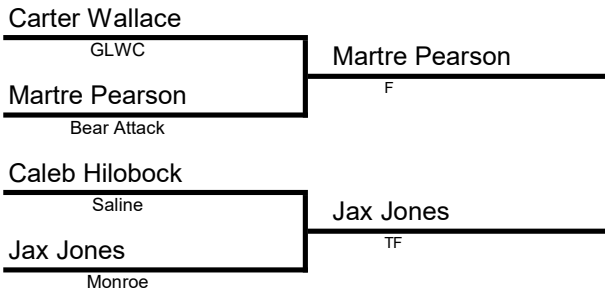 Carter Wallace
GLWC
Martre Pearson
F
Martre Pearson
Bear Attack
Caleb Hilobock
Saline
Jax Jones
TF
Jax Jones
Monroe